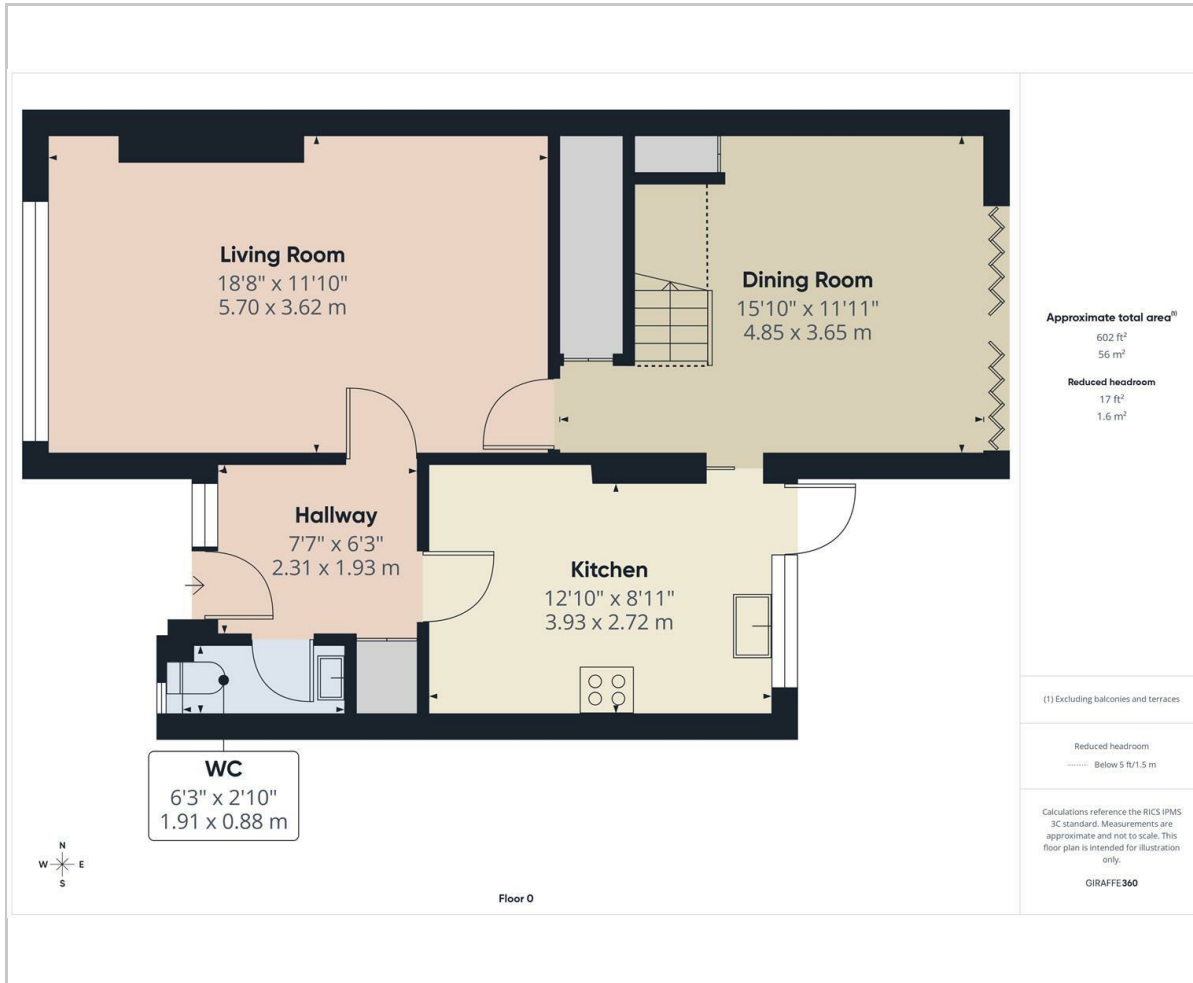 Living Room
18'8" x 11'10"
5.70 x 3.62 m
Dining Room
15'10" x 11'11"
4.85 x 3.65 m
Hallway
7'7" x 6'3"
2.31 x 1.93 m
Kitchen
12'10" x 8'11"
3.93 x 2.72 m
WC
6'3" x 2'10"
1.91 x 0.88 m
N
W E
S
Floor 0
Approximate total area(1)
602 ft²
56 m²
Reduced headroom
17 ft²
1.6 m²
(1) Excluding balconies and terraces
Reduced headroom
Below 5 ft/1.5 m
Calculations reference the RICS IPMS
3C standard. Measurements are
approximate and not to scale. This
floor plan is intended for illustration
only.
GIRAFFE360